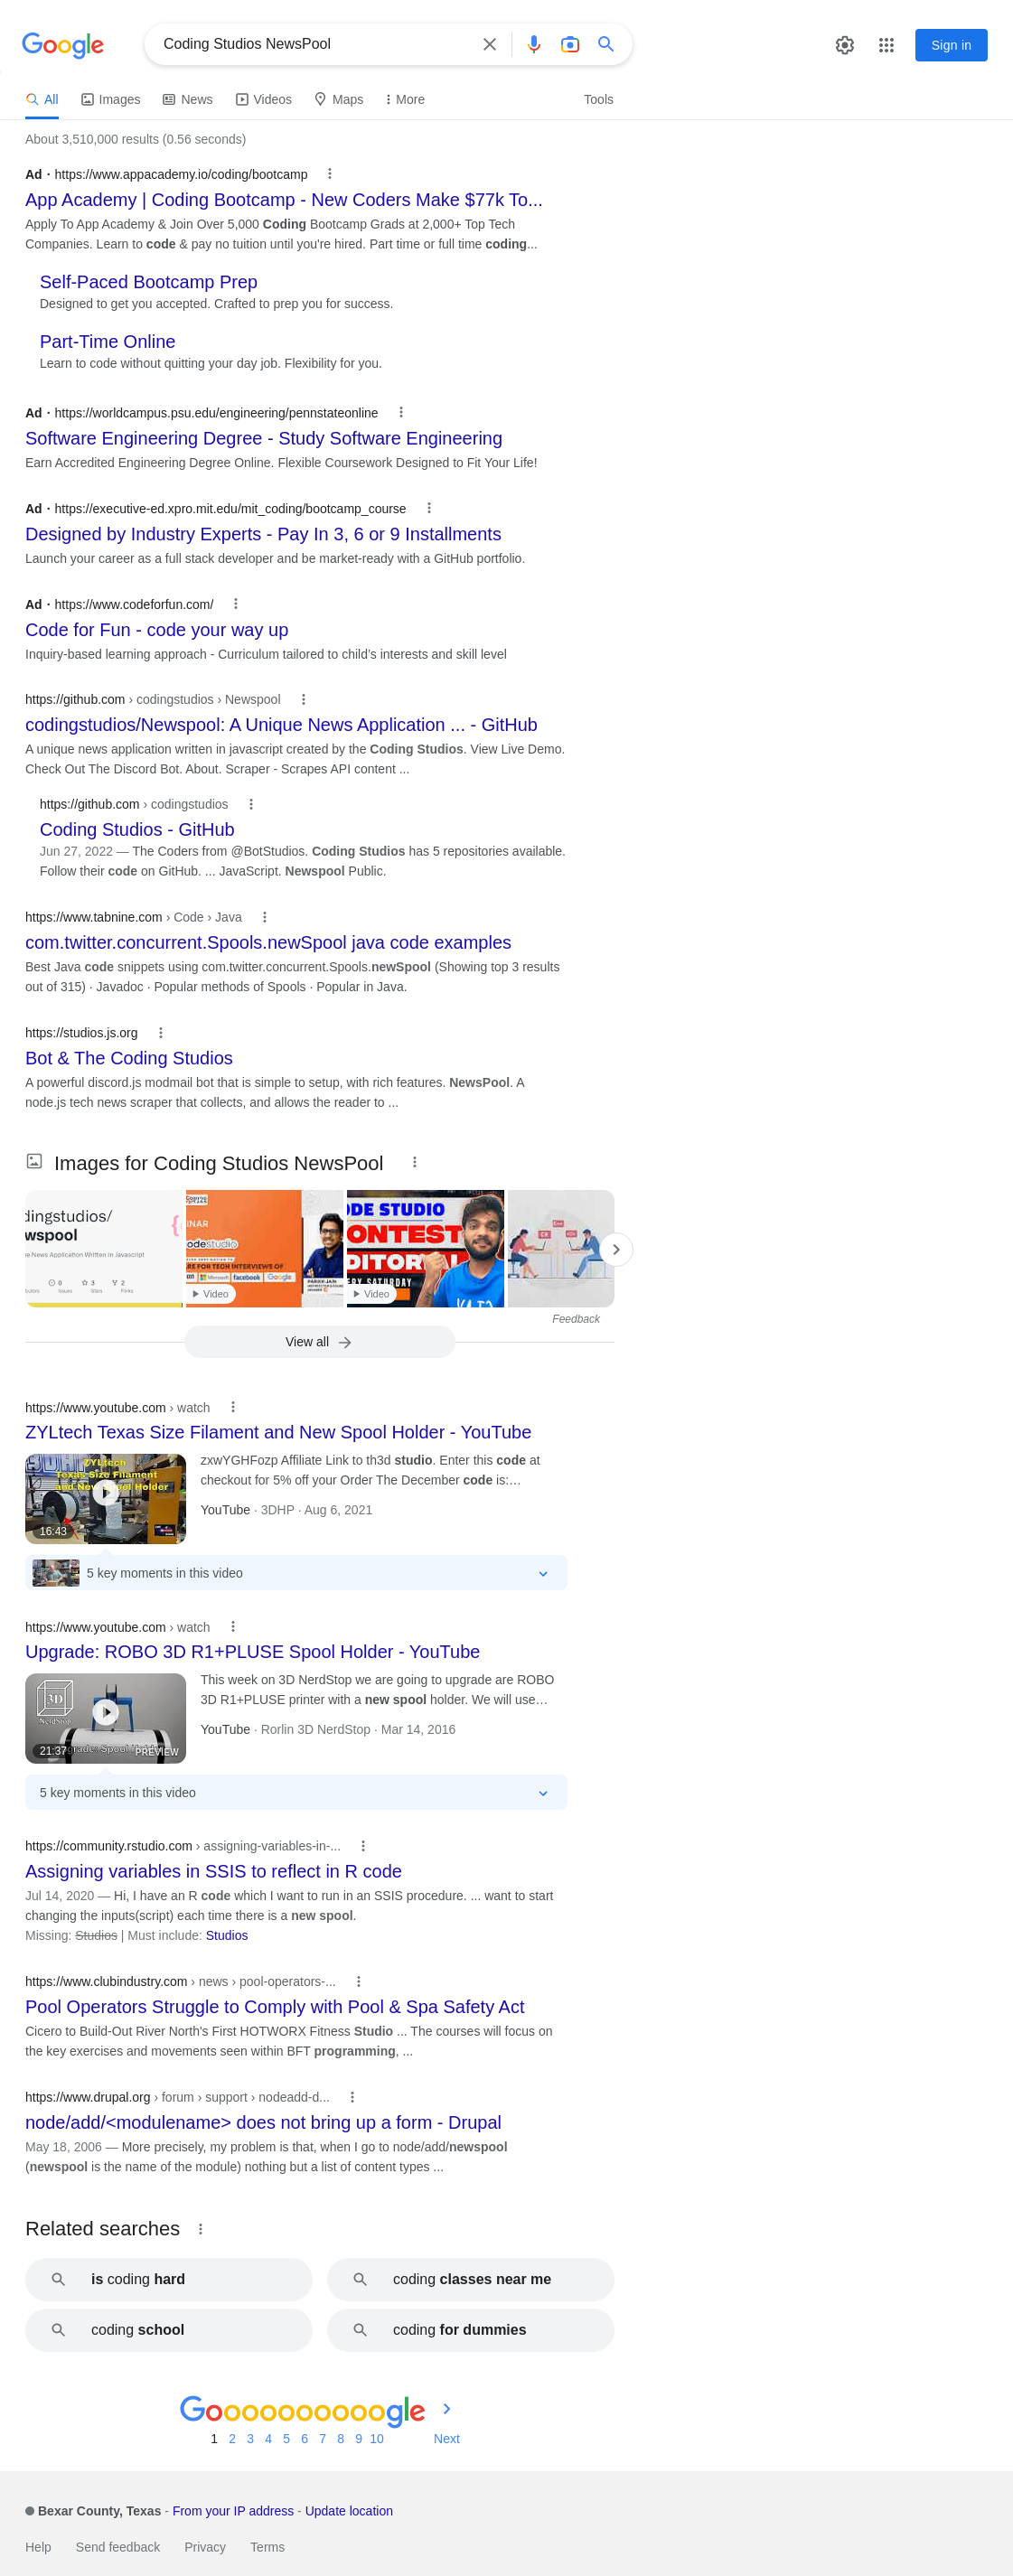 Google
Coding Studios NewsPool
Sign in
All Images News Videos Maps More Tools
About 3,510,000 results (0.56 seconds)
Ad · https://www.appacademy.io/coding/bootcamp
App Academy | Coding Bootcamp - New Coders Make $77k To...
Apply To App Academy & Join Over 5,000 Coding Bootcamp Grads at 2,000+ Top Tech
Companies. Learn to code & pay no tuition until you're hired. Part time or full time coding...
Self-Paced Bootcamp Prep
Designed to get you accepted. Crafted to prep you for success.
Part-Time Online
Learn to code without quitting your day job. Flexibility for you.
Ad · https://worldcampus.psu.edu/engineering/pennstateonline
Software Engineering Degree - Study Software Engineering
Earn Accredited Engineering Degree Online. Flexible Coursework Designed to Fit Your Life!
Ad · https://executive-ed.xpro.mit.edu/mit_coding/bootcamp_course
Designed by Industry Experts - Pay In 3, 6 or 9 Installments
Launch your career as a full stack developer and be market-ready with a GitHub portfolio.
Ad · https://www.codeforfun.com/
Code for Fun - code your way up
Inquiry-based learning approach - Curriculum tailored to child's interests and skill level
https://github.com › codingstudios › Newspool
codingstudios/Newspool: A Unique News Application ... - GitHub
A unique news application written in javascript created by the Coding Studios. View Live Demo.
Check Out The Discord Bot. About. Scraper - Scrapes API content ...
https://github.com › codingstudios
Coding Studios - GitHub
Jun 27, 2022 — The Coders from @BotStudios. Coding Studios has 5 repositories available.
Follow their code on GitHub. ... JavaScript. Newspool Public.
https://www.tabnine.com › Code › Java
com.twitter.concurrent.Spools.newSpool java code examples
Best Java code snippets using com.twitter.concurrent.Spools.newSpool (Showing top 3 results
out of 315) · Javadoc · Popular methods of Spools · Popular in Java.
https://studios.js.org
Bot & The Coding Studios
A powerful discord.js modmail bot that is simple to setup, with rich features. NewsPool. A
node.js tech news scraper that collects, and allows the reader to ...
Images for Coding Studios NewsPool
dingstudios/
wspool
e News Application Written in Javascript
0 3 2
Issues Stars Forks
INAR
codestudio
RE FOR TECH INTERVIEWS OF
Microsoft facebook Google
Video
DE STUDIO
ONTEST
DITORIAL
ERY SATURDAY
Video
Feedback
View all
https://www.youtube.com › watch
ZYLtech Texas Size Filament and New Spool Holder - YouTube
ZYLtech
Texas Size Filament
and New Spool Holder
16:43
zxwYGHFozp Affiliate Link to th3d studio. Enter this code at
checkout for 5% off your Order The December code is:…
YouTube · 3DHP · Aug 6, 2021
5 key moments in this video
https://www.youtube.com › watch
Upgrade: ROBO 3D R1+PLUSE Spool Holder - YouTube
3D
NerdStop
21:37
PREVIEW
This week on 3D NerdStop we are going to upgrade are ROBO
3D R1+PLUSE printer with a new spool holder. We will use…
YouTube · Rorlin 3D NerdStop · Mar 14, 2016
5 key moments in this video
https://community.rstudio.com › assigning-variables-in-...
Assigning variables in SSIS to reflect in R code
Jul 14, 2020 — Hi, I have an R code which I want to run in an SSIS procedure. ... want to start
changing the inputs(script) each time there is a new spool.
Missing: Studios | Must include: Studios
https://www.clubindustry.com › news › pool-operators-...
Pool Operators Struggle to Comply with Pool & Spa Safety Act
Cicero to Build-Out River North's First HOTWORX Fitness Studio ... The courses will focus on
the key exercises and movements seen within BFT programming, ...
https://www.drupal.org › forum › support › nodeadd-d...
node/add/<modulename> does not bring up a form - Drupal
May 18, 2006 — More precisely, my problem is that, when I go to node/add/newspool
(newspool is the name of the module) nothing but a list of content types ...
Related searches
is coding hard
coding classes near me
coding school
coding for dummies
Goooooooooogle
1 2 3 4 5 6 7 8 9 10 Next
Bexar County, Texas - From your IP address - Update location
Help Send feedback Privacy Terms